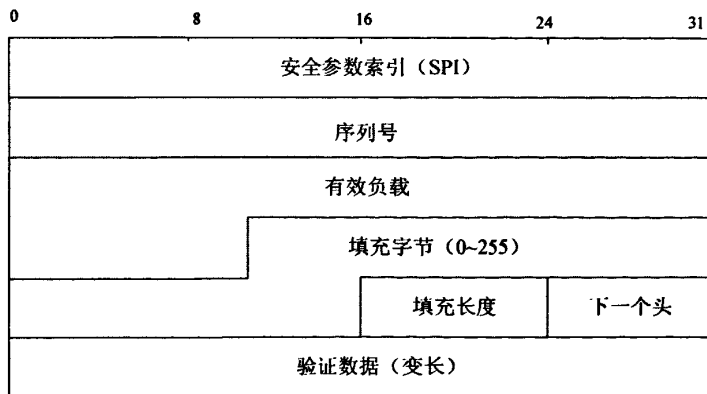 0 8 16 24 31
安全参数索引（SPI）
序列号
有效负载
填充字节（0~255）
填充长度 下一个头
验证数据（变长）